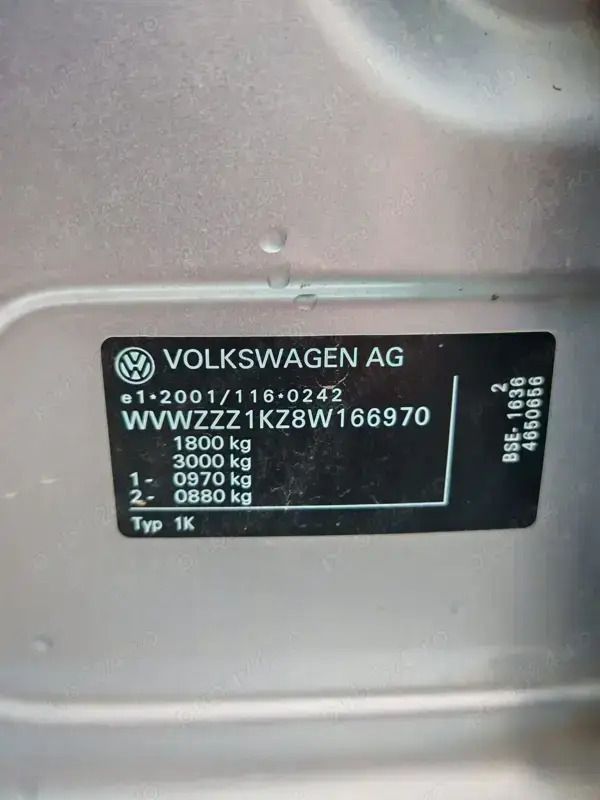 VOLKSWAGEN AG
e1*2001/116*0242
WVWZZZ1KZ8W166970
1800 kg
3000 kg
1- 0970 kg
2- 0880 kg
Typ 1K
2
BSE- 1636
4650656